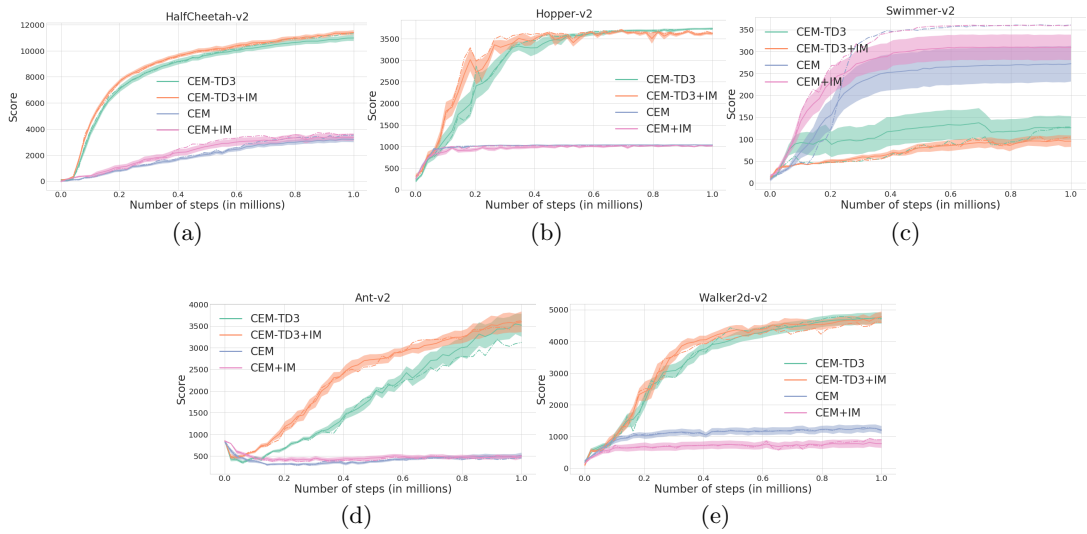 HalfCheetah-v2
12000
10000
8000
6000
4000
2000
0
Score
CEM-TD3
CEM-TD3+IM
CEM
CEM+IM
0.0 0.2 0.4 0.6 0.8 1.0
Number of steps (in millions)
(a)
Hopper-v2
3500
3000
2500
2000
1500
1000
500
0
Score
CEM-TD3
CEM-TD3+IM
CEM
CEM+IM
0.0 0.2 0.4 0.6 0.8 1.0
Number of steps (in millions)
(b)
Swimmer-v2
350
300
250
200
150
100
50
0
Score
CEM-TD3
CEM-TD3+IM
CEM
CEM+IM
0.0 0.2 0.4 0.6 0.8 1.0
Number of steps (in millions)
(c)
Ant-v2
4000
3500
3000
2500
2000
1500
1000
500
Score
CEM-TD3
CEM-TD3+IM
CEM
CEM+IM
0.0 0.2 0.4 0.6 0.8 1.0
Number of steps (in millions)
(d)
Walker2d-v2
5000
4000
3000
2000
1000
0
Score
CEM-TD3
CEM-TD3+IM
CEM
CEM+IM
0.0 0.2 0.4 0.6 0.8 1.0
Number of steps (in millions)
(e)